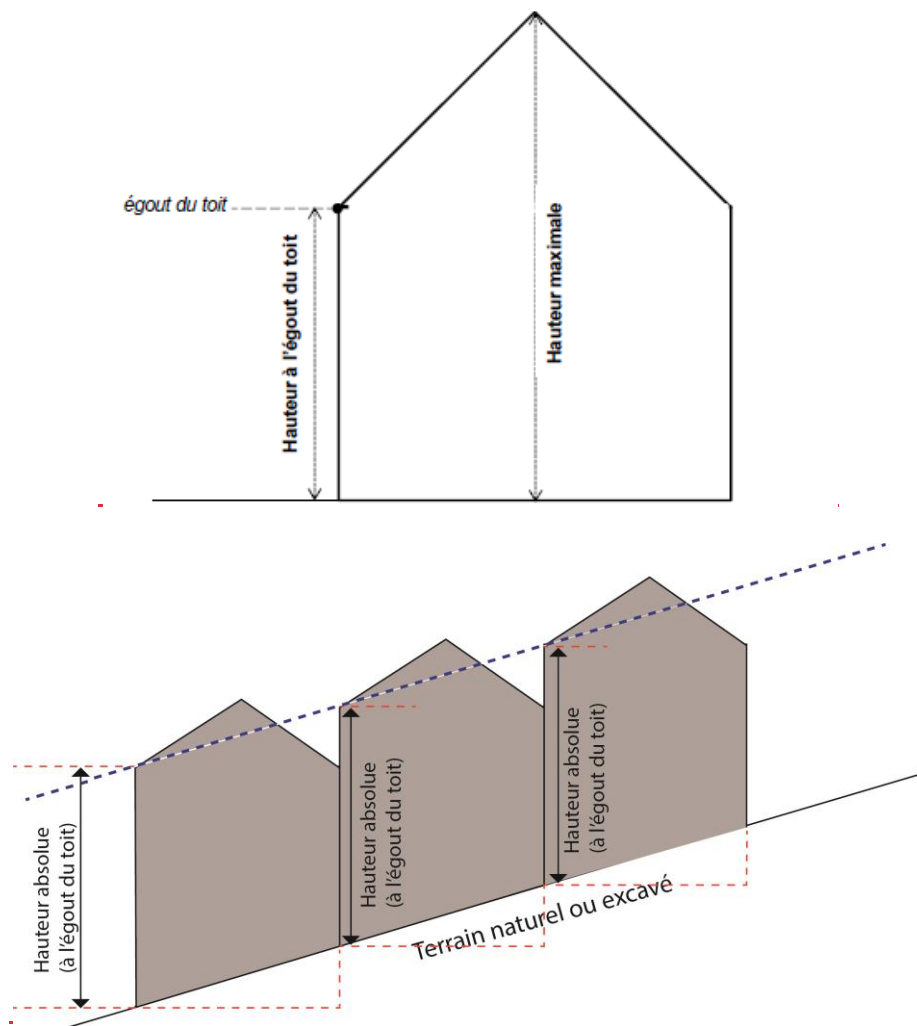 égout du toit
Hauteur à l'égout du toit
Hauteur maximale
Hauteur absolue
(à l'égout du toit)
Hauteur absolue
(à l'égout du toit)
Hauteur absolue
(à l'égout du toit)
Terrain naturel ou excavé